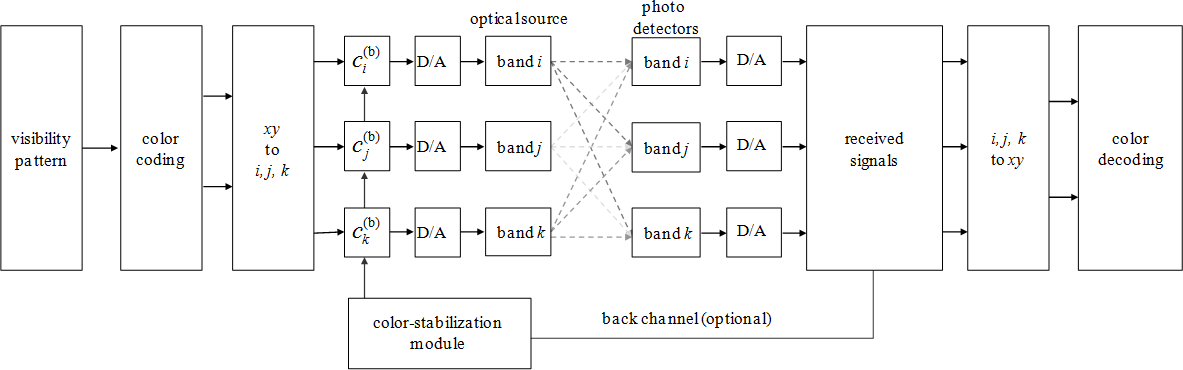 optical source
photo
detectors
visibility
pattern
color
coding
xy
to
i, j, k
C_i^(b)
D/A
band i
band i
D/A
C_j^(b)
D/A
band j
band j
D/A
C_k^(b)
D/A
band k
band k
D/A
received
signals
i, j, k
to xy
color
decoding
color-stabilization
module
back channel (optional)